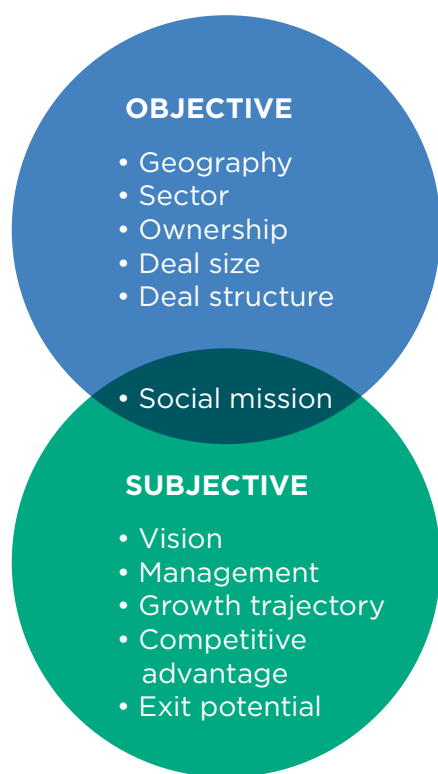 OBJECTIVE
• Geography
• Sector
• Ownership
• Deal size
• Deal structure
• Social mission
SUBJECTIVE
• Vision
• Management
• Growth trajectory
• Competitive
advantage
• Exit potential